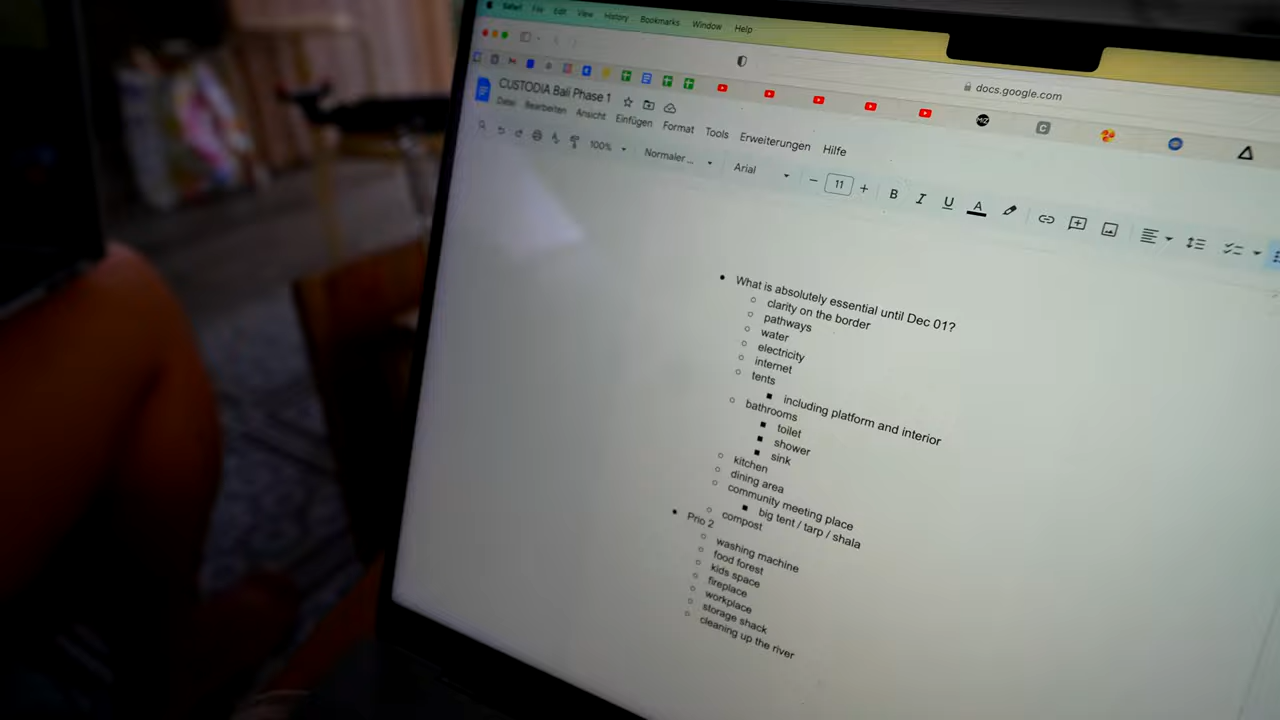 Safari File Edit View History Bookmarks Window Help
docs.google.com
CUSTODIA Bali Phase 1
Datei Bearbeiten Ansicht Einfügen Format Tools Erweiterungen Hilfe
100% Normaler ... Arial 11 B I U A
What is absolutely essential until Dec 01?
clarity on the border
pathways
water
electricity
internet
tents
including platform and interior
bathrooms
toilet
shower
sink
kitchen
dining area
community meeting place
big tent / tarp / shala
compost
Prio 2
washing machine
food forest
kids space
fireplace
workplace
storage shack
cleaning up the river